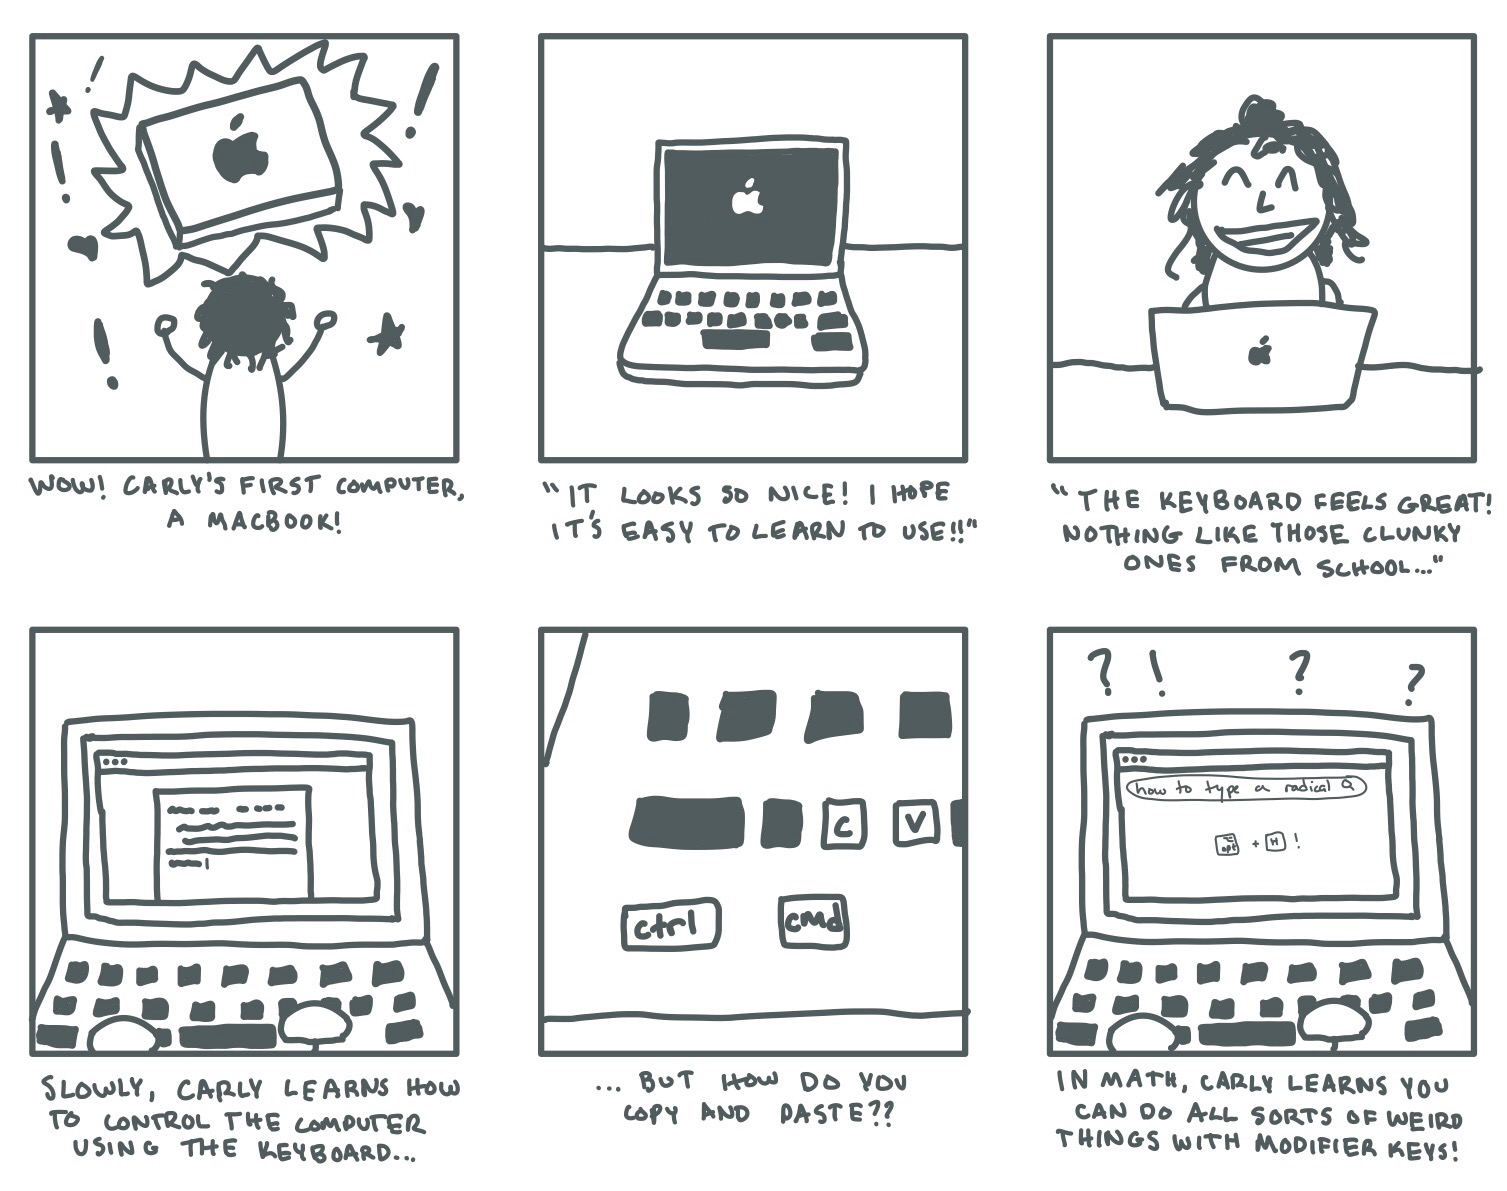 WOW! CARLY'S FIRST COMPUTER,
A MACBOOK!
"IT LOOKS SO NICE! I HOPE
IT'S EASY TO LEARN TO USE!!"
"THE KEYBOARD FEELS GREAT!
NOTHING LIKE THOSE CLUNKY
ONES FROM SCHOOL..."
SLOWLY, CARLY LEARNS HOW
TO CONTROL THE COMPUTER
USING THE KEYBOARD...
C V
ctrl cmd
... BUT HOW DO YOU
COPY AND PASTE??
? ! ? ?
how to type a radical
opt + H !
IN MATH, CARLY LEARNS YOU
CAN DO ALL SORTS OF WEIRD
THINGS WITH MODIFIER KEYS!